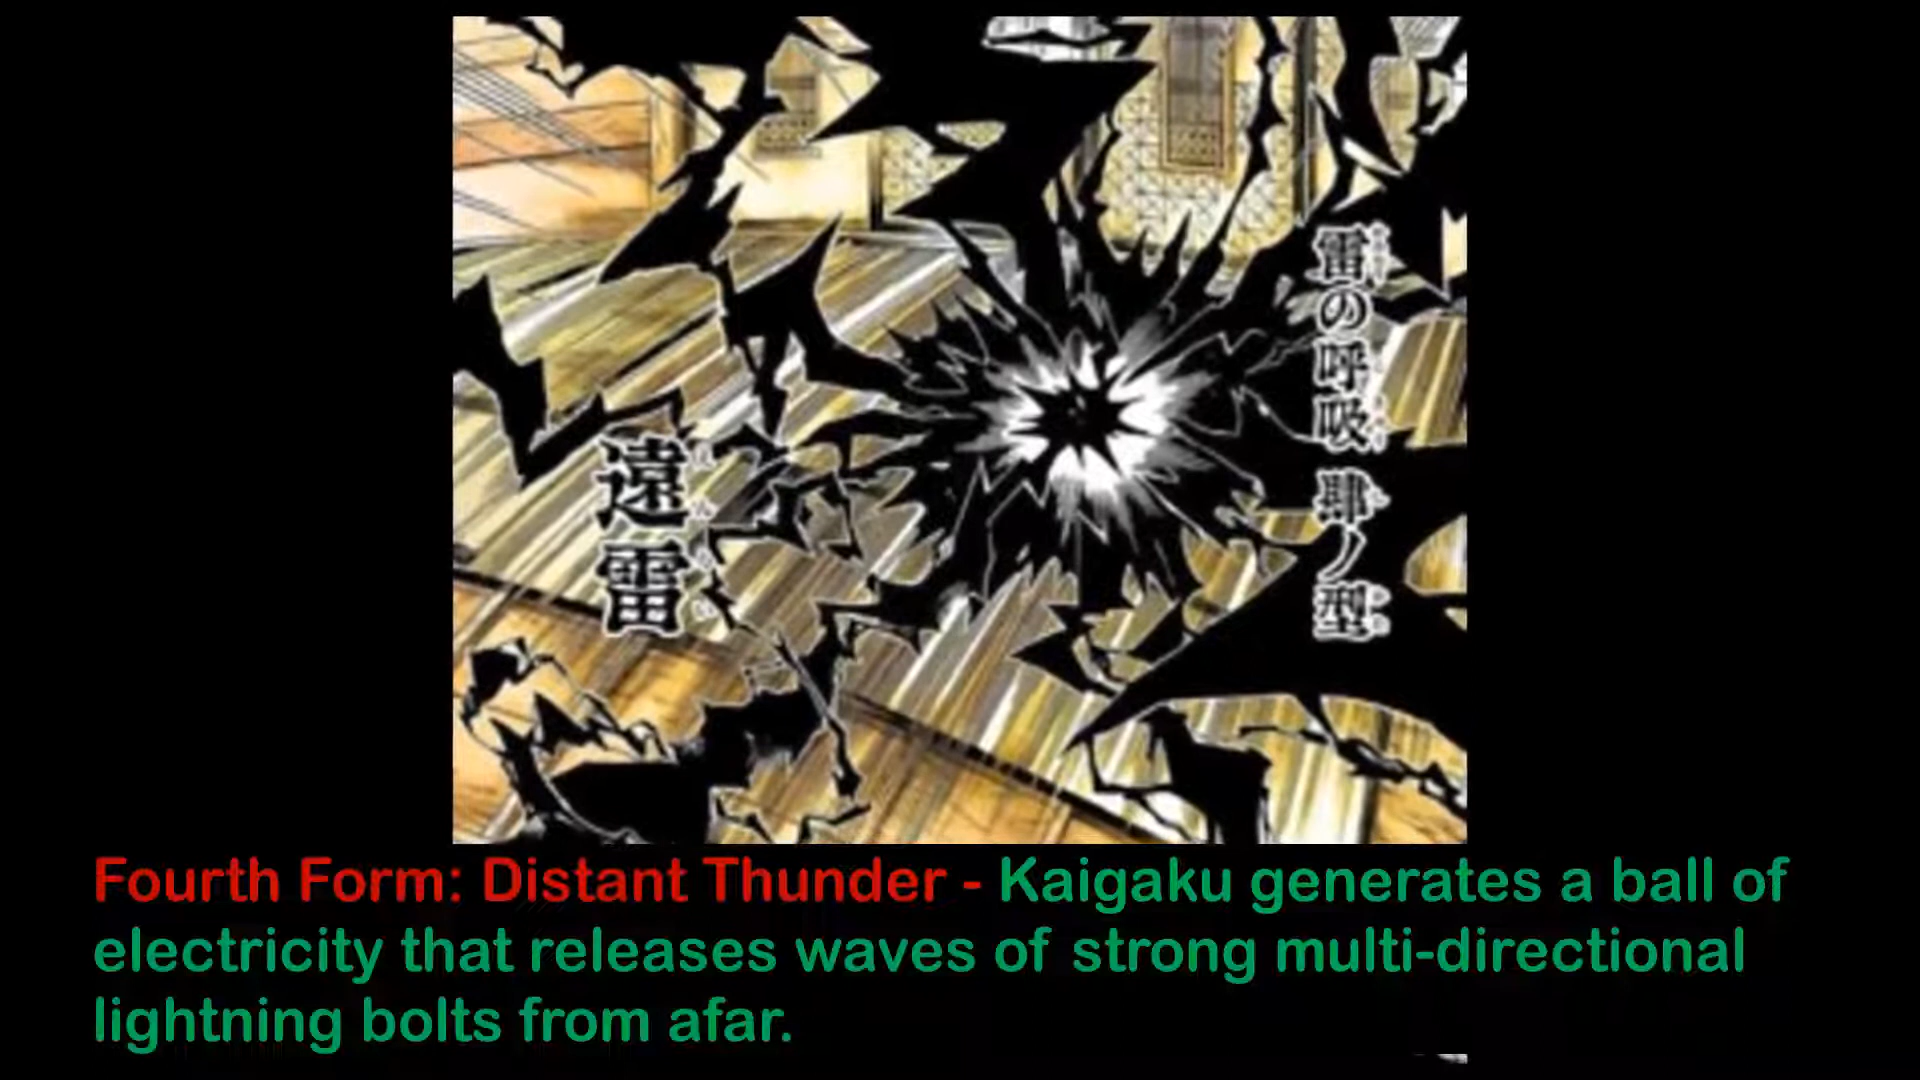 雷の呼吸 肆ノ型
遠雷
Fourth Form: Distant Thunder - Kaigaku generates a ball of
electricity that releases waves of strong multi-directional
lightning bolts from afar.